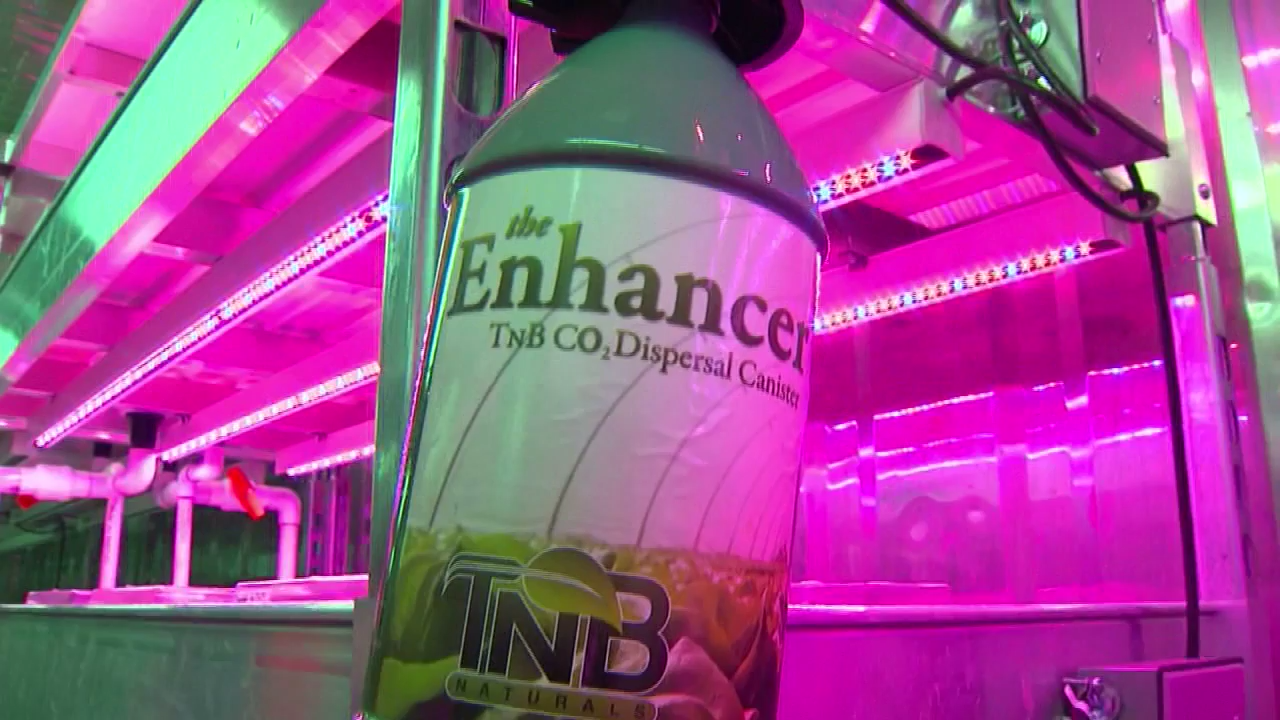 the
Enhancer
TNB CO₂ Dispersal Canister
TNB
NATURALS